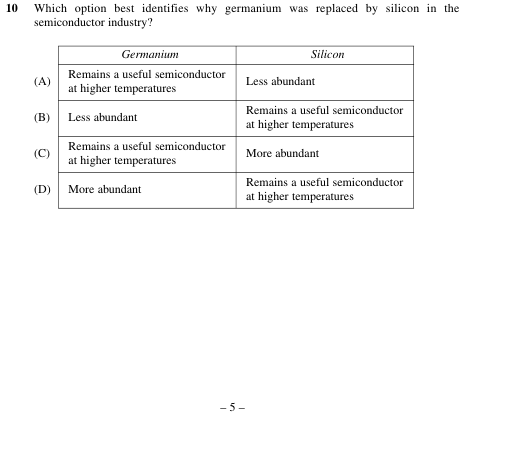 10 Which option best identifies why germanium was replaced by silicon in the
semiconductor industry?
Germanium Silicon
(A) Remains a useful semiconductor at higher temperatures Less abundant
(B) Less abundant Remains a useful semiconductor at higher temperatures
(C) Remains a useful semiconductor at higher temperatures More abundant
(D) More abundant Remains a useful semiconductor at higher temperatures
– 5 –